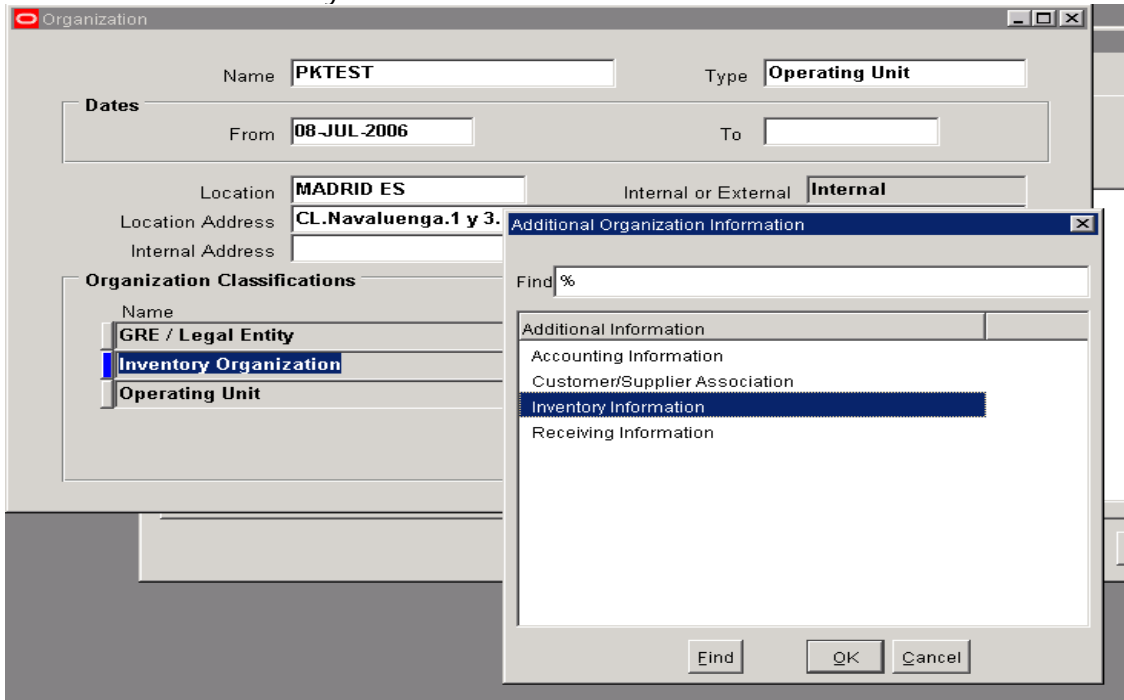 Organization
Name PKTEST Type Operating Unit
Dates
From 08-JUL-2006 To
Location MADRID ES Internal or External Internal
Location Address CL.Navaluenga.1 y 3.
Internal Address
Organization Classifications
Name
GRE / Legal Entity
Inventory Organization
Operating Unit
Additional Organization Information
Find %
Additional Information
Accounting Information
Customer/Supplier Association
Inventory Information
Receiving Information
Find OK Cancel